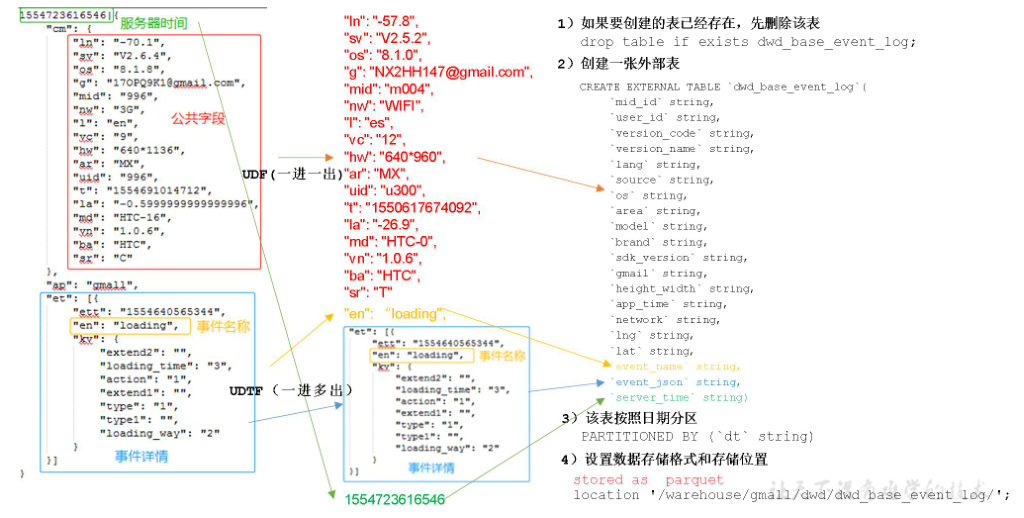 1554723616546|{
服务器时间
"cm": {
"ln": "-70.1",
"sv": "V2.6.4",
"os": "8.1.8",
"g": "17OPQ9K1@gmail.com",
"mid": "996",
"nw": "3G",
"l": "en",
"vc": "9",
"hw": "640*1136",
"ar": "MX",
"uid": "996",
"t": "1554691014712",
"la": "-0.5999999999999996",
"md": "HTC-16",
"vn": "1.0.6",
"ba": "HTC",
"sr": "C"
公共字段
},
"ap": "gmall",
"et": [{
"ett": "1554640565344",
"en": "loading",
事件名称
"kv": {
"extend2": "",
"loading_time": "3",
"action": "1",
"extend1": "",
"type": "1",
"type1": "",
"loading_way": "2"
}
}]
事件详情
}
UDF(一进一出)
UDTF（一进多出）
"ln": "-57.8",
"sv": "V2.5.2",
"os": "8.1.0",
"g": "NX2HH147@gmail.com",
"mid": "m004",
"nw": "WIFI",
"l": "es",
"vc": "12",
"hw": "640*960",
"ar": "MX",
"uid": "u300",
"t": "1550617674092",
"la": "-26.9",
"md": "HTC-0",
"vn": "1.0.6",
"ba": "HTC",
"sr": "T"
"en": "loading",
"et": [{
"ett": "1554640565344",
"en": "loading",
事件名称
"kv": {
"extend2": "",
"loading_time": "3",
"action": "1",
"extend1": "",
"type": "1",
"type1": "",
"loading_way": "2"
}
}]
事件详情
1554723616546
1）如果要创建的表已经存在，先删除该表
drop table if exists dwd_base_event_log;
2）创建一张外部表
CREATE EXTERNAL TABLE `dwd_base_event_log`(
`mid_id` string,
`user_id` string,
`version_code` string,
`version_name` string,
`lang` string,
`source` string,
`os` string,
`area` string,
`model` string,
`brand` string,
`sdk_version` string,
`gmail` string,
`height_width` string,
`app_time` string,
`network` string,
`lng` string,
`lat` string,
`event_name` string,
`event_json` string,
`server_time` string)
3）该表按照日期分区
PARTITIONED BY (`dt` string)
4）设置数据存储格式和存储位置
stored as parquet
location '/warehouse/gmall/dwd/dwd_base_event_log/';
让天下没有难学的技术